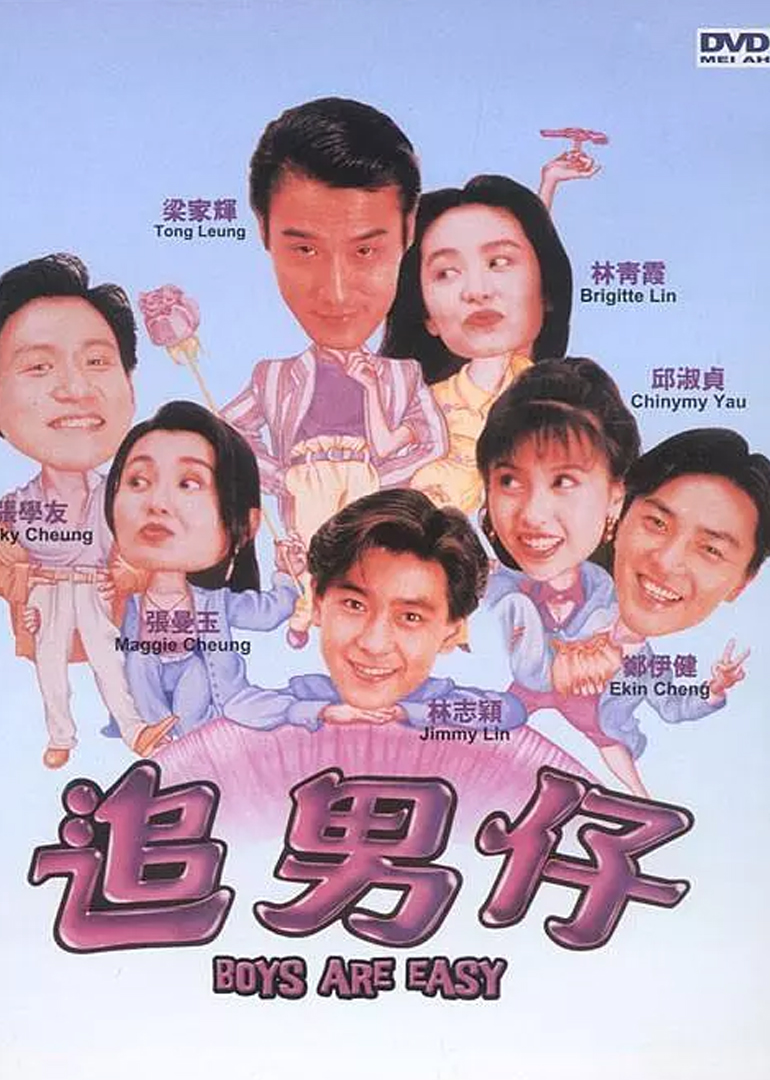 DVD
MEI AH
梁家輝
Tong Leung
林青霞
Brigitte Lin
邱淑貞
Chinymy Yau
張學友
ky Cheung
張曼玉
Maggie Cheung
鄭伊健
Ekin Cheng
林志穎
Jimmy Lin
追男仔
BOYS ARE EASY